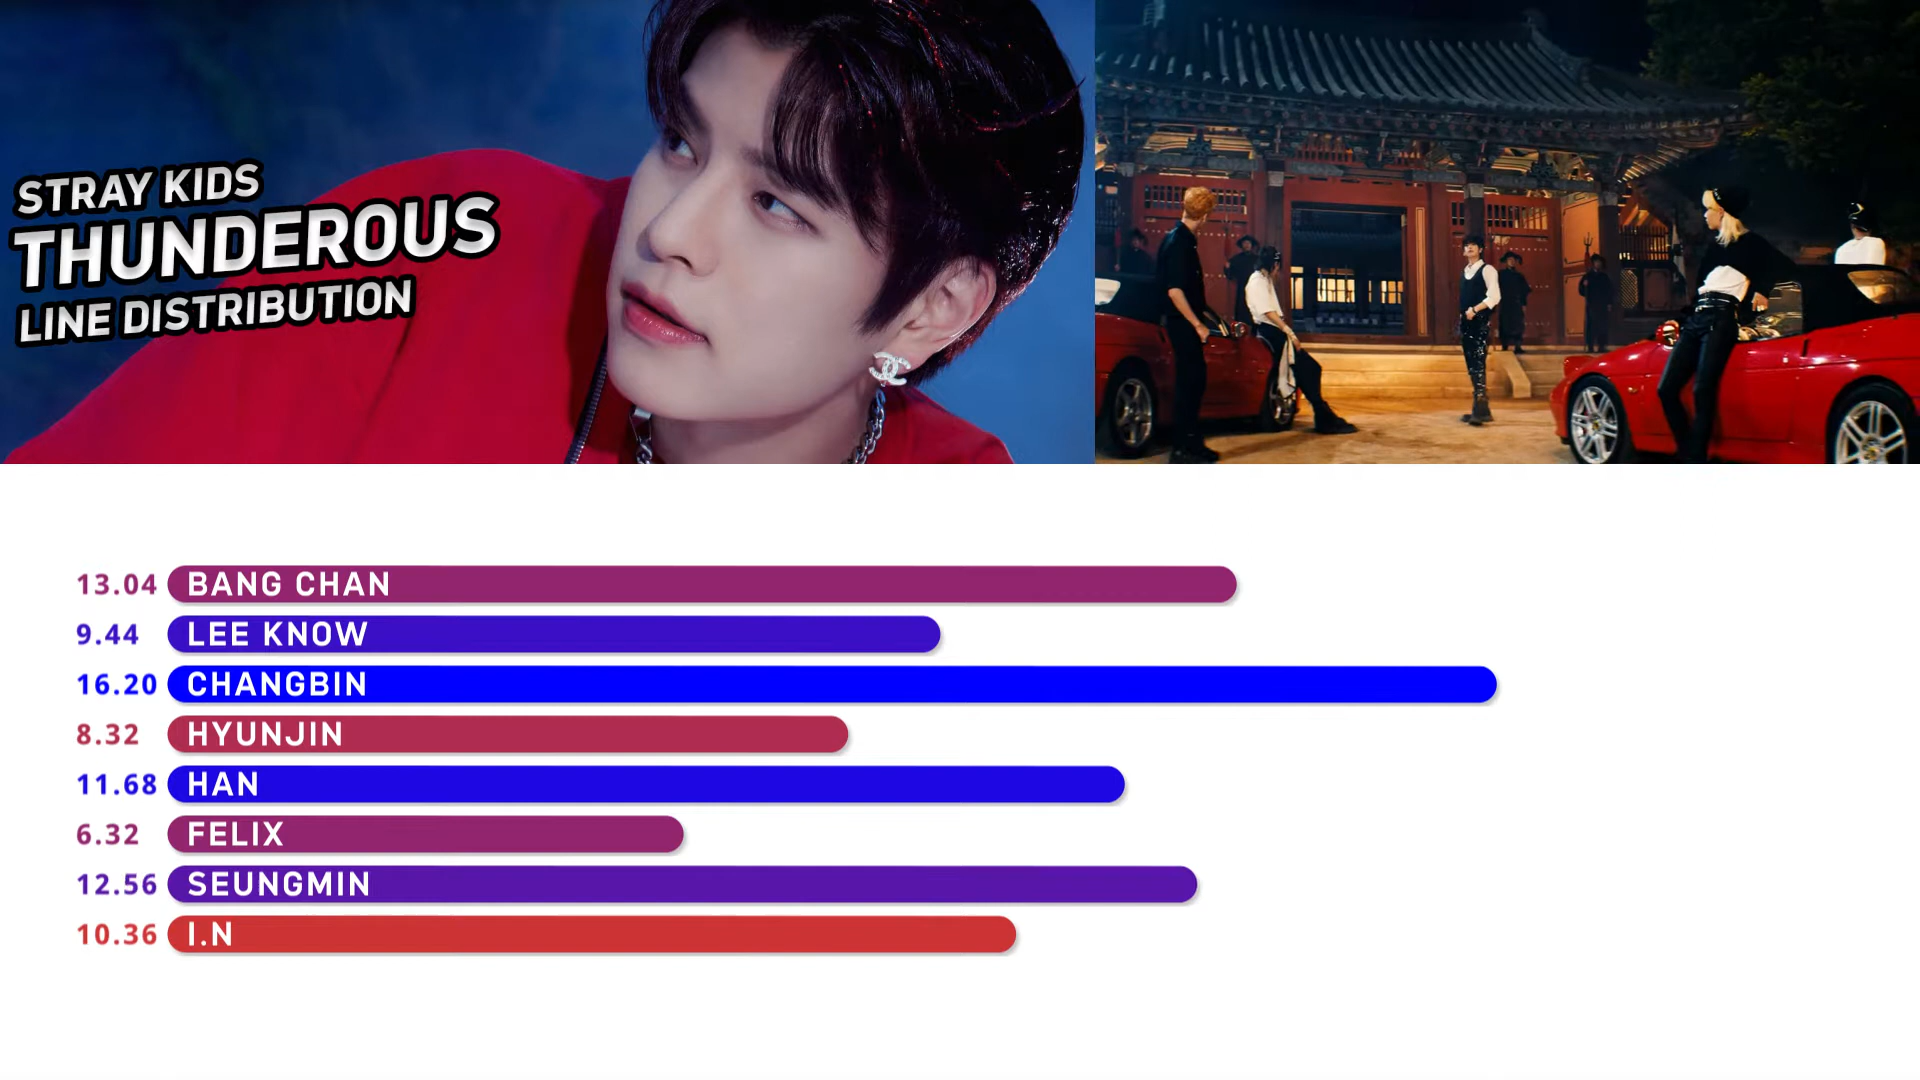 STRAY KIDS
THUNDEROUS
LINE DISTRIBUTION
13.04 BANG CHAN
9.44 LEE KNOW
16.20 CHANGBIN
8.32 HYUNJIN
11.68 HAN
6.32 FELIX
12.56 SEUNGMIN
10.36 I.N